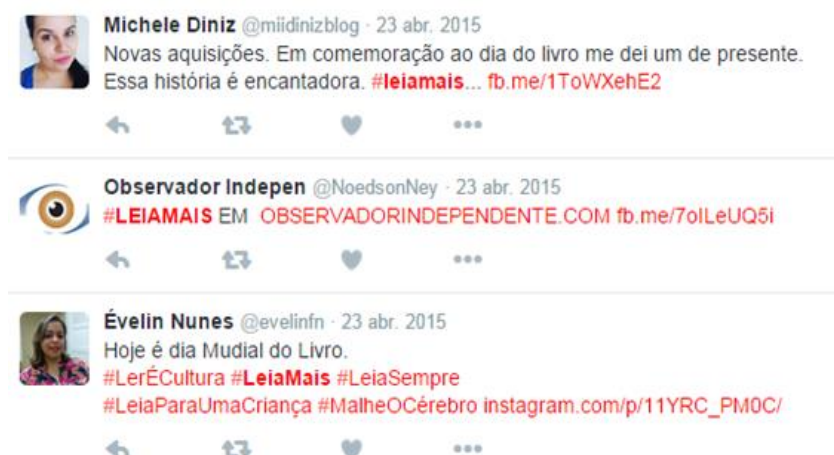 Michele Diniz @miidinizblog · 23 abr. 2015
Novas aquisições. Em comemoração ao dia do livro me dei um de presente.
Essa história é encantadora. #leiamais... fb.me/1ToWXehE2
Observador Indepen @NoedsonNey · 23 abr. 2015
#LEIAMAIS EM OBSERVADORINDEPENDENTE.COM fb.me/7oILeUQ5i
Évelin Nunes @evelinfn · 23 abr. 2015
Hoje é dia Mudial do Livro.
#LerÉCultura #LeiaMais #LeiaSempre
#LeiaParaUmaCriança #MalheOCérebro instagram.com/p/11YRC_PM0C/